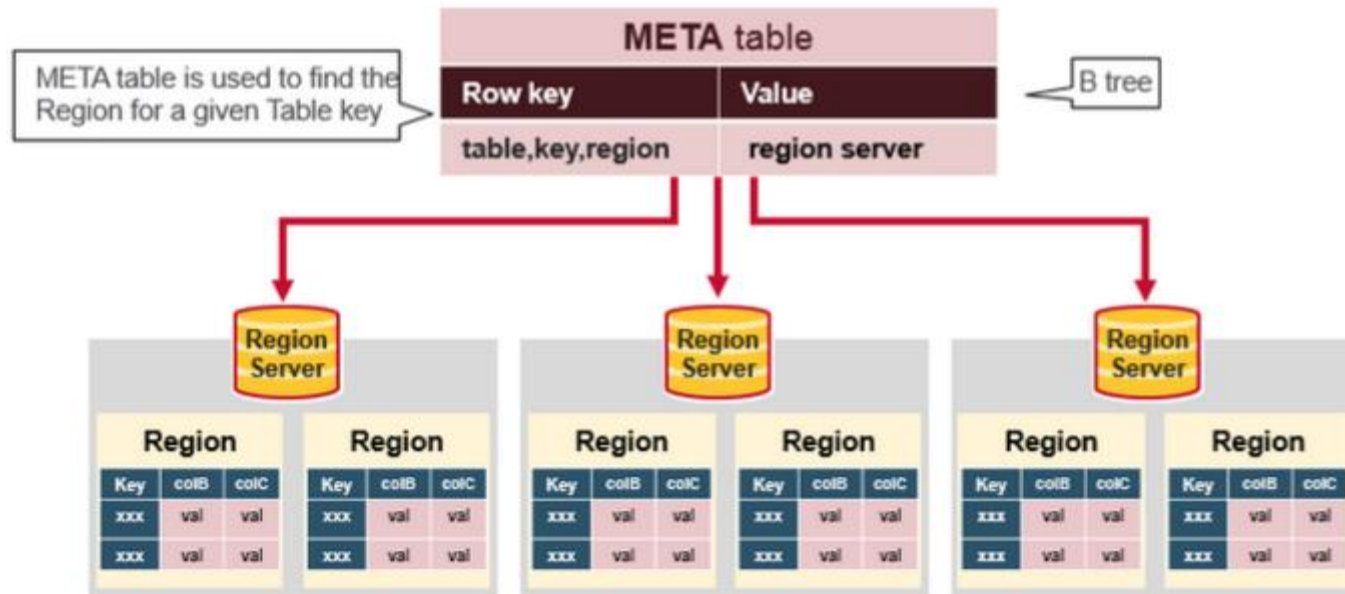 META table
META table is used to find the
Region for a given Table key
Row key Value
B tree
table,key,region region server
Region
Server
Region
Server
Region
Server
Region Region Region Region Region Region
Key colB colC Key colB colC Key colB colC Key colB colC Key colB colC Key colB colC
xxx val val xxx val val xxx val val xxx val val xxx val val xxx val val
xxx val val xxx val val xxx val val xxx val val xxx val val xxx val val